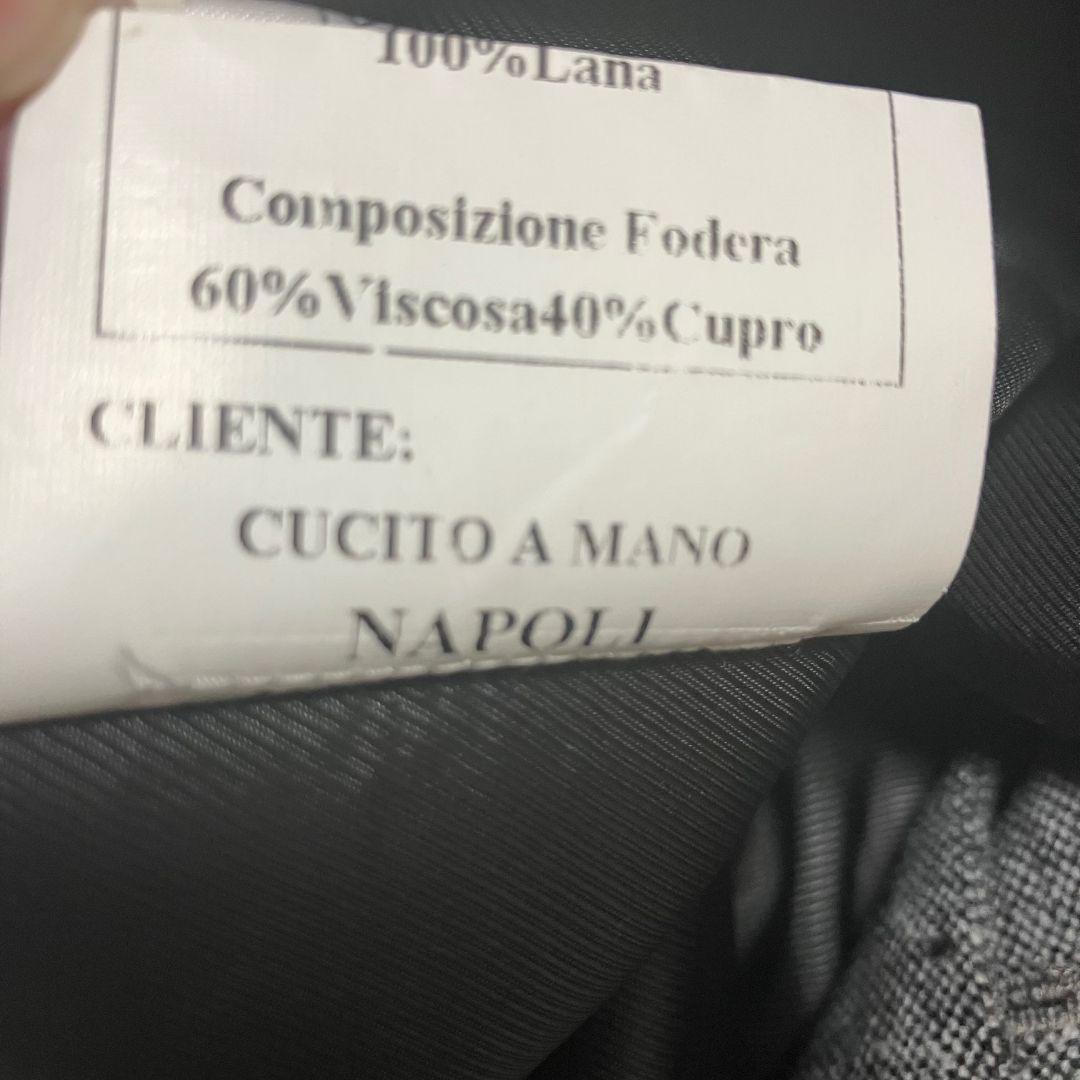 100%Lana
Composizione Fodera
60%Viscosa40%Cupro
CLIENTE:
CUCITO A MANO
NAPOLI